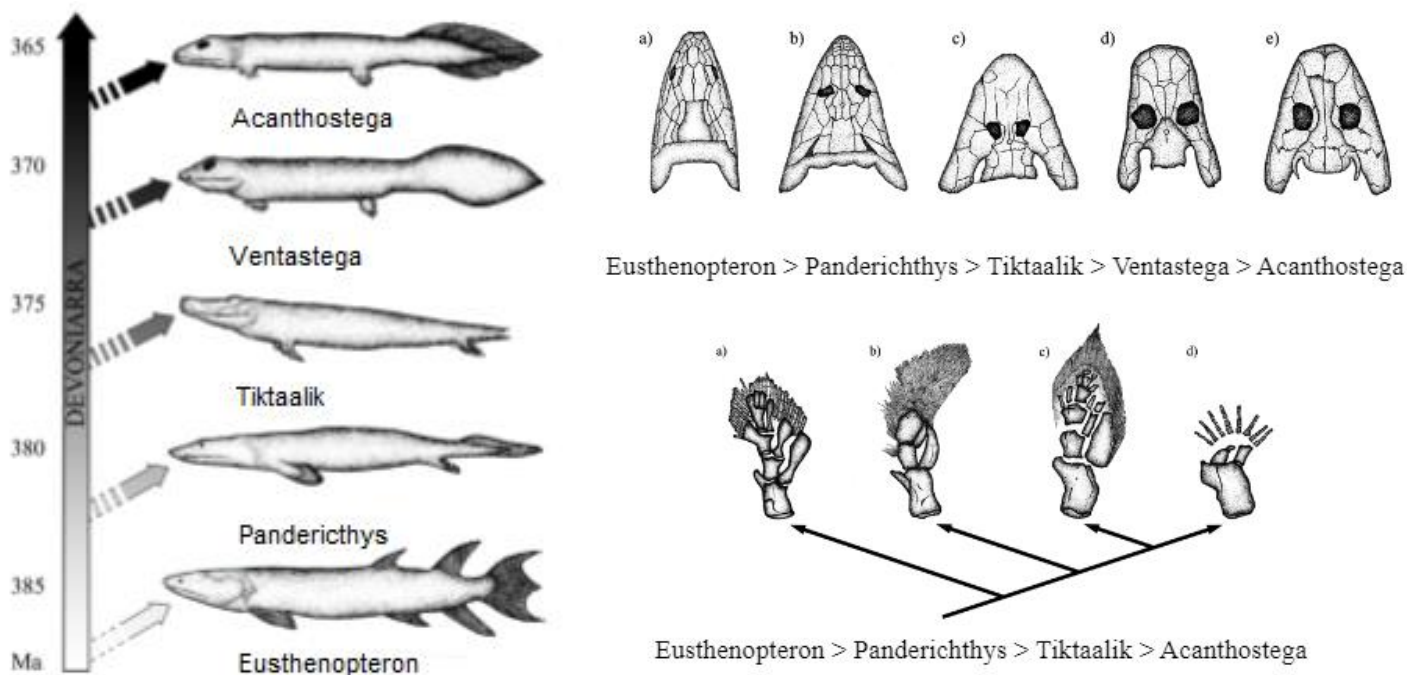 365
Acanthostega
370
Ventastega
375
Tiktaalik
DEVONIARRA
380
Pandericthys
385
Ma
Eusthenopteron
a)
b)
c)
d)
e)
Eusthenopteron > Panderichthys > Tiktaalik > Ventastega > Acanthostega
a)
b)
c)
d)
Eusthenopteron > Panderichthys > Tiktaalik > Acanthostega